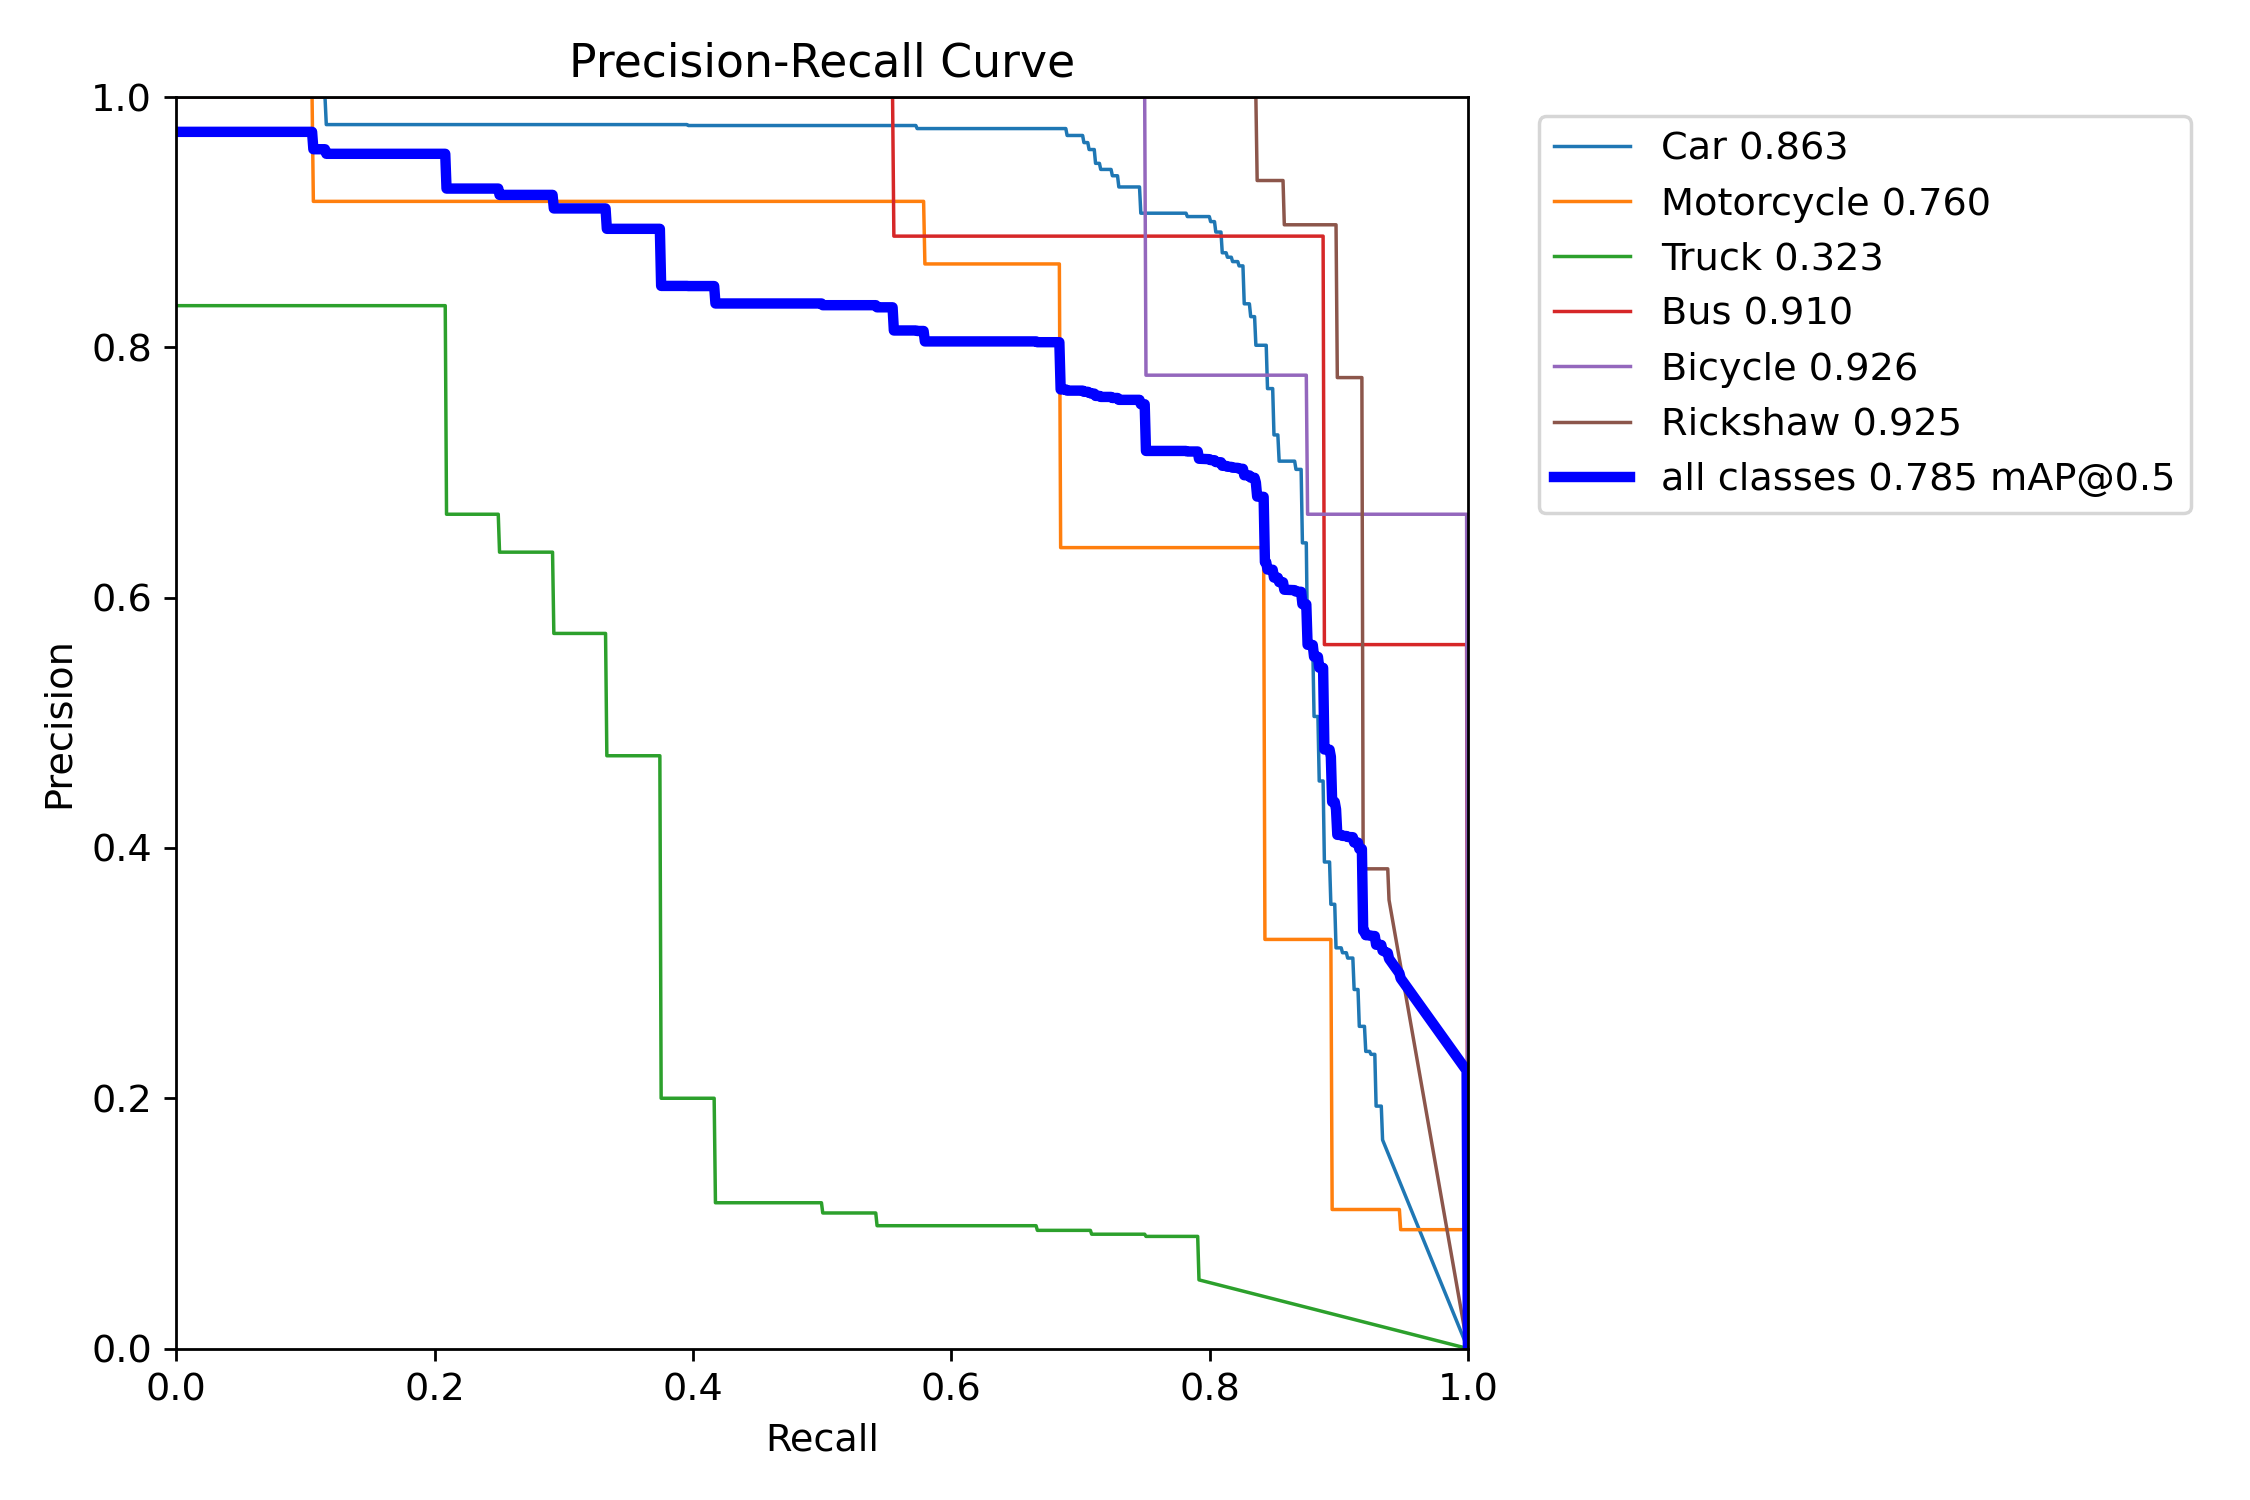 Precision-Recall Curve
1.0
0.8
0.6
0.4
0.2
0.0
Precision
0.0 0.2 0.4 0.6 0.8 1.0
Recall
Car 0.863
Motorcycle 0.760
Truck 0.323
Bus 0.910
Bicycle 0.926
Rickshaw 0.925
all classes 0.785 mAP@0.5